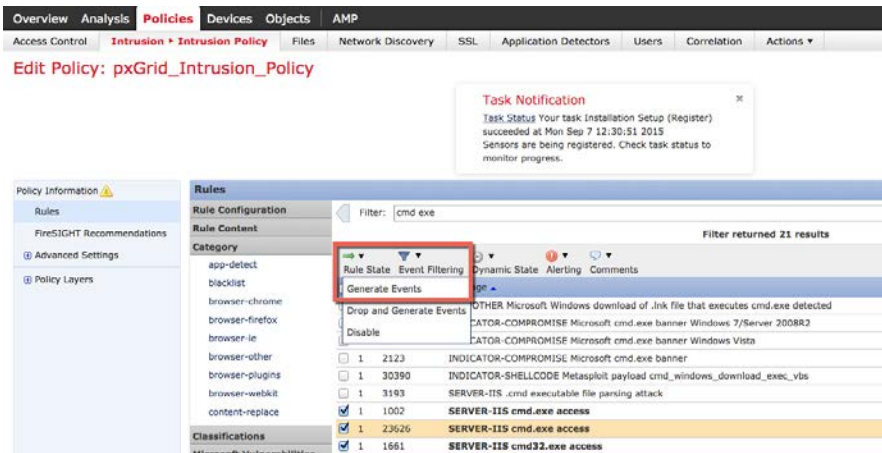 Overview Analysis Policies Devices Objects AMP
Access Control Intrusion ▸ Intrusion Policy Files Network Discovery SSL Application Detectors Users Correlation Actions ▼
Edit Policy: pxGrid_Intrusion_Policy
Task Notification
Task Status Your task Installation Setup (Register)
succeeded at Mon Sep 7 12:30:51 2015
Sensors are being registered. Check task status to
monitor progress.
Policy Information
Rules
FireSIGHT Recommendations
Advanced Settings
Policy Layers
Rules
Rule Configuration
Rule Content
Category
app-detect
blacklist
browser-chrome
browser-firefox
browser-ie
browser-other
browser-plugins
browser-webkit
content-replace
Classifications
Filter: cmd exe
Filter returned 21 results
Rule State Event Filtering Dynamic State Alerting Comments
Generate Events
Drop and Generate Events
Disable
OTHER Microsoft Windows download of .lnk file that executes cmd.exe detected
CATOR-COMPROMISE Microsoft cmd.exe banner Windows 7/Server 2008R2
CATOR-COMPROMISE Microsoft cmd.exe banner Windows Vista
1 2123 INDICATOR-COMPROMISE Microsoft cmd.exe banner
1 30390 INDICATOR-SHELLCODE Metasploit payload cmd_windows_download_exec_vbs
1 3193 SERVER-IIS .cmd executable file parsing attack
1 1002 SERVER-IIS cmd.exe access
1 23626 SERVER-IIS cmd.exe access
1 1661 SERVER-IIS cmd32.exe access